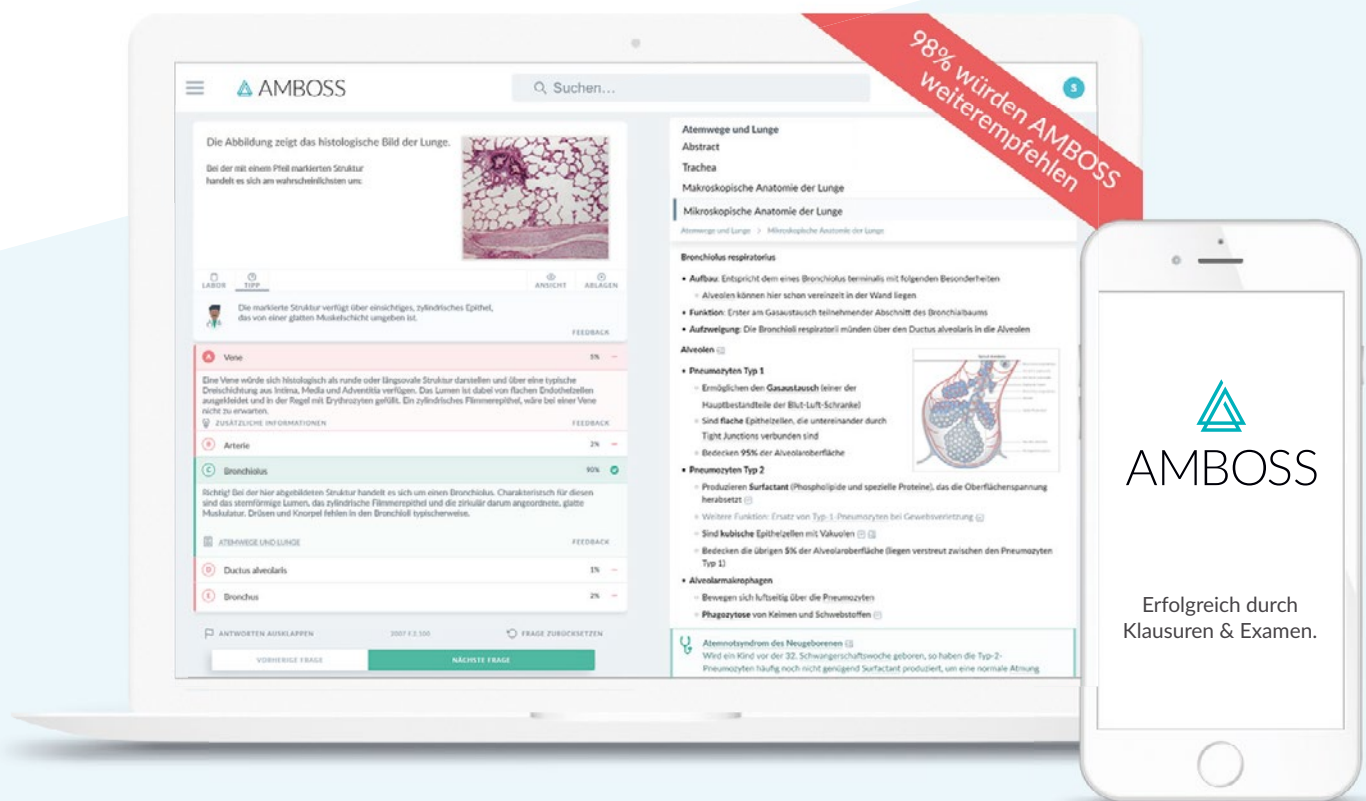 98% würden AMBOSS
weiterempfehlen
AMBOSS
Suchen...
S
Die Abbildung zeigt das histologische Bild der Lunge.
Bei der mit einem Pfeil markierten Struktur
handelt es sich am wahrscheinlichsten um:
LABOR
TIPP
ANSICHT
ABLAGEN
Die markierte Struktur verfügt über einsichtiges, zylindrisches Epithel,
das von einer glatten Muskelschicht umgeben ist.
FEEDBACK
A Vene 5%
Eine Vene würde sich histologisch als runde oder längsovale Struktur darstellen und über eine typische
Dreischichtung aus Intima, Media und Adventitia verfügen. Das Lumen ist dabei von flachen Endothelzellen
ausgekleidet und in der Regel mit Erythrozyten gefüllt. Ein zylindrisches Flimmerepithel, wäre bei einer Vene
nicht zu erwarten.
ZUSÄTZLICHE INFORMATIONEN FEEDBACK
B Arterie 2%
C Bronchiolus 90%
Richtig! Bei der hier abgebildeten Struktur handelt es sich um einen Bronchiolus. Charakteristisch für diesen
sind das sternförmige Lumen, das zylindrische Flimmerepithel und die zirkulär darum angeordnete, glatte
Muskulatur. Drüsen und Knorpel fehlen in den Bronchioli typischerweise.
ATEMWEGE UND LUNGE FEEDBACK
D Ductus alveolaris 1%
E Bronchus 2%
ANTWORTEN AUSKLAPPEN
FRAGE ZURÜCKSETZEN
VORHERIGE FRAGE
NÄCHSTE FRAGE
Atemwege und Lunge
Abstract
Trachea
Makroskopische Anatomie der Lunge
Mikroskopische Anatomie der Lunge
Atemwege und Lunge > Mikroskopische Anatomie der Lunge
Bronchiolus respiratorius
• Aufbau: Entspricht dem eines Bronchiolus terminalis mit folgenden Besonderheiten
Alveolen können hier schon vereinzelt in der Wand liegen
• Funktion: Erster am Gasaustausch teilnehmender Abschnitt des Bronchialbaums
• Aufzweigung: Die Bronchioli respiratorii münden über den Ductus alveolaris in die Alveolen
Alveolen
• Pneumozyten Typ 1
Ermöglichen den Gasaustausch (einer der
Hauptbestandteile der Blut-Luft-Schranke)
Sind flache Epithelzellen, die untereinander durch
Tight Junctions verbunden sind
Bedecken 95% der Alveolaroberfläche
• Pneumozyten Typ 2
Produzieren Surfactant (Phospholipide und spezielle Proteine), das die Oberflächenspannung
herabsetzt
Weitere Funktion: Ersatz von Typ-1-Pneumozyten bei Gewebsverletzung
Sind kubische Epithelzellen mit Vakuolen
Bedecken die übrigen 5% der Alveolaroberfläche (liegen verstreut zwischen den Pneumozyten
Typ 1)
• Alveolarmakrophagen
Bewegen sich luftseitig über die Pneumozyten
Phagozytose von Keimen und Schwebstoffen
Atemnotsyndrom des Neugeborenen
Wird ein Kind vor der 32. Schwangerschaftswoche geboren, so haben die Typ-2-
Pneumozyten häufig noch nicht genügend Surfactant produziert, um eine normale Atmung
AMBOSS
Erfolgreich durch
Klausuren & Examen.